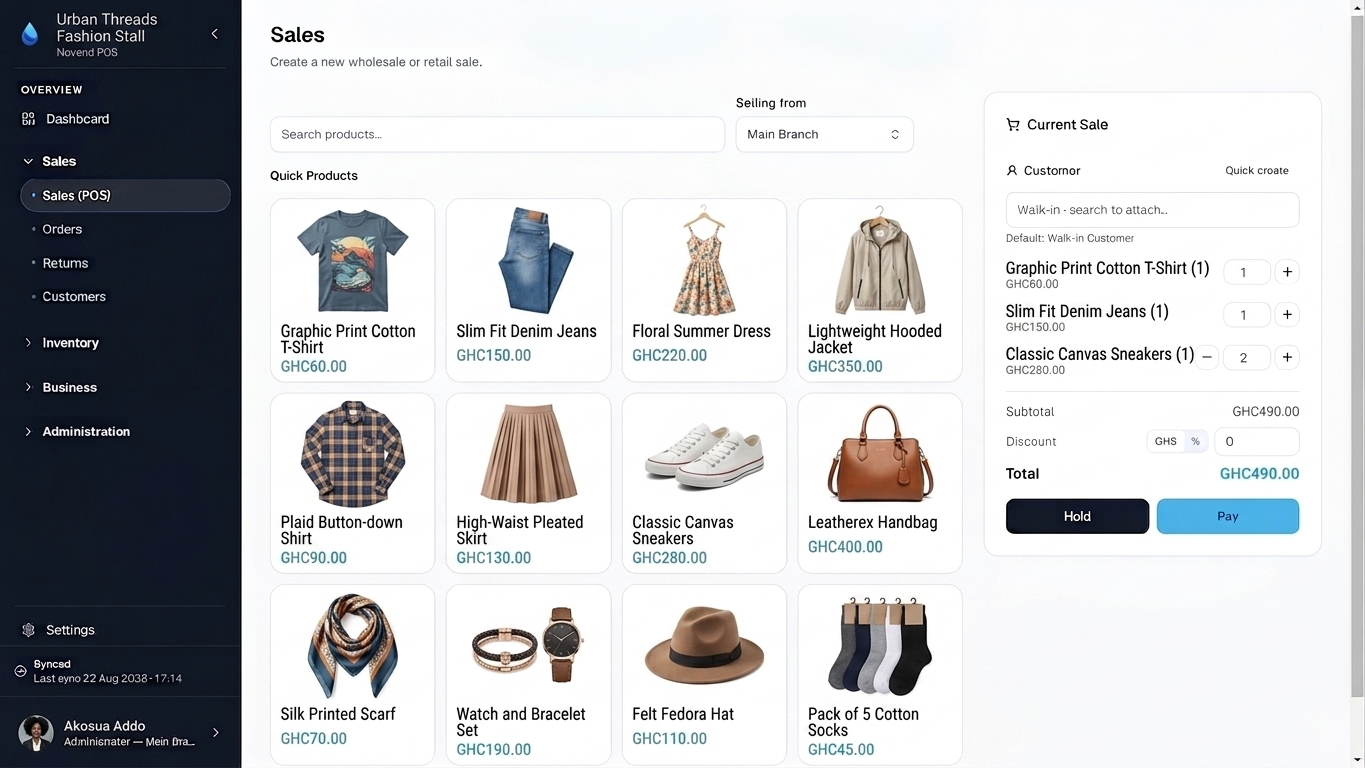 Urban Threads
Fashion Stall
Novend POS
OVERVIEW
Dashboard
Sales
Sales (POS)
Orders
Returns
Customers
Inventory
Business
Administration
Settings
Synced
Last eyno 22 Aug 2038 - 17:14
Akosua Addo
Adıninisnater — Mein Ðra...
Sales
Create a new wholesale or retail sale.
Selling from
Search products...
Main Branch
Quick Products
Graphic Print Cotton
T-Shirt
GHC60.00
Slim Fit Denim Jeans
GHC150.00
Floral Summer Dress
GHC220.00
Lightweight Hooded
Jacket
GHC350.00
Plaid Button-down
Shirt
GHC90.00
High-Waist Pleated
Skirt
GHC130.00
Classic Canvas
Sneakers
GHC280.00
Leatherex Handbag
GHC400.00
Silk Printed Scarf
GHC70.00
Watch and Bracelet
Set
GHC190.00
Felt Fedora Hat
GHC110.00
Pack of 5 Cotton
Socks
GHC45.00
Current Sale
Custornor
Quick croate
Walk-in - search to attach...
Default: Walk-in Customer
Graphic Print Cotton T-Shirt (1)
GHC60.00
1 +
Slim Fit Denim Jeans (1)
GHC150.00
1 +
Classic Canvas Sneakers (1)
GHC280.00
− 2 +
Subtotal GHC490.00
Discount GHS % 0
Total GHC490.00
Hold
Pay